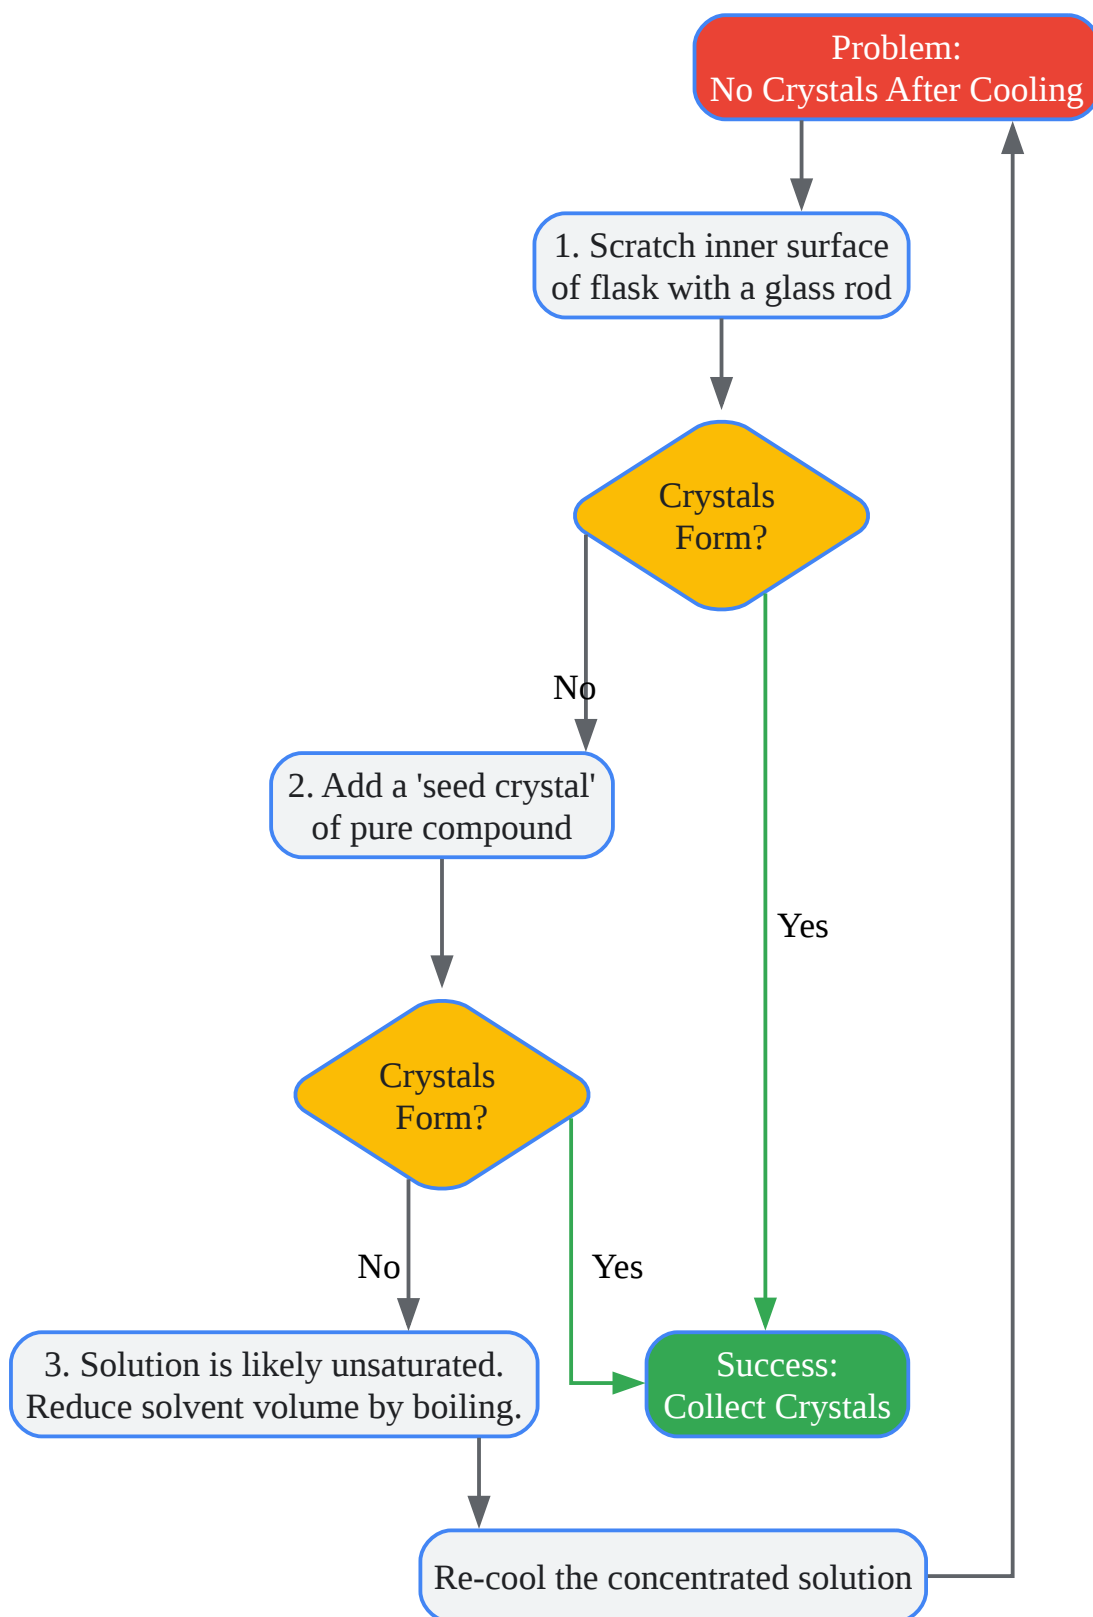 Problem:
No Crystals After Cooling
1. Scratch inner surface
of flask with a glass rod
Crystals
Form?
No
2. Add a 'seed crystal'
of pure compound
Yes
Crystals
Form?
No
Yes
3. Solution is likely unsaturated.
Reduce solvent volume by boiling.
Success:
Collect Crystals
Re-cool the concentrated solution